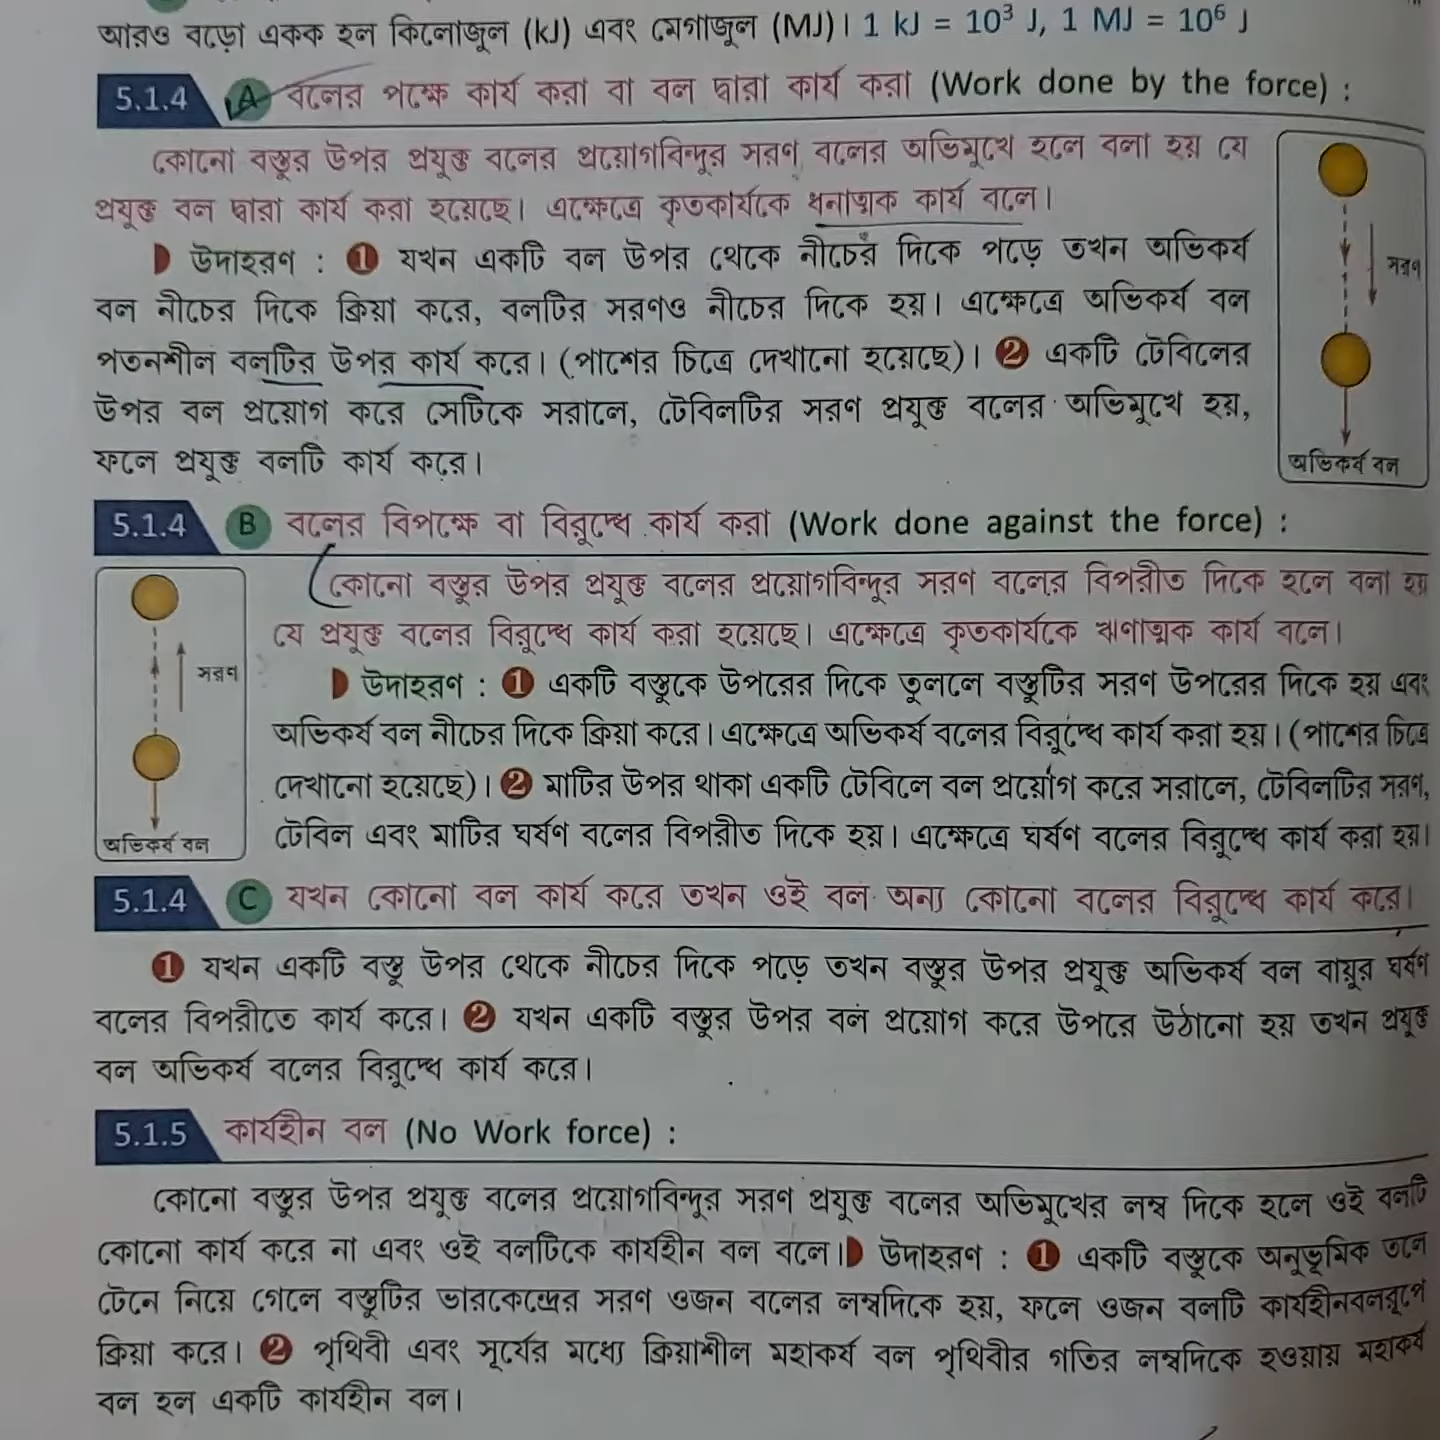 আরও বড়ো একক হল কিলোজুল (kJ) এবং মেগাজুল (MJ)। 1 kJ = 10³ J, 1 MJ = 10⁶ J
5.1.4 A বলের পক্ষে কার্য করা বা বল দ্বারা কার্য করা (Work done by the force) :
কোনো বস্তুর উপর প্রযুক্ত বলের প্রয়োগবিন্দুর সরণ বলের অভিমুখে হলে বলা হয় যে
প্রযুক্ত বল দ্বারা কার্য করা হয়েছে। এক্ষেত্রে কৃতকার্যকে ধনাত্মক কার্য বলে।
উদাহরণ : 1 যখন একটি বল উপর থেকে নীচের দিকে পড়ে তখন অভিকর্ষ
বল নীচের দিকে ক্রিয়া করে, বলটির সরণও নীচের দিকে হয়। এক্ষেত্রে অভিকর্ষ বল
পতনশীল বলটির উপর কার্য করে। (পাশের চিত্রে দেখানো হয়েছে)। 2 একটি টেবিলের
উপর বল প্রয়োগ করে সেটিকে সরালে, টেবিলটির সরণ প্রযুক্ত বলের অভিমুখে হয়,
ফলে প্রযুক্ত বলটি কার্য করে।
সরণ
অভিকর্ষ বল
5.1.4 B বলের বিপক্ষে বা বিরুদ্ধে কার্য করা (Work done against the force) :
কোনো বস্তুর উপর প্রযুক্ত বলের প্রয়োগবিন্দুর সরণ বলের বিপরীত দিকে হলে বলা হয়
যে প্রযুক্ত বলের বিরুদ্ধে কার্য করা হয়েছে। এক্ষেত্রে কৃতকার্যকে ঋণাত্মক কার্য বলে।
উদাহরণ : 1 একটি বস্তুকে উপরের দিকে তুললে বস্তুটির সরণ উপরের দিকে হয় এবং
অভিকর্ষ বল নীচের দিকে ক্রিয়া করে। এক্ষেত্রে অভিকর্ষ বলের বিরুদ্ধে কার্য করা হয়। (পাশের চিত্রে
দেখানো হয়েছে)। 2 মাটির উপর থাকা একটি টেবিলে বল প্রয়োগ করে সরালে, টেবিলটির সরণ,
টেবিল এবং মাটির ঘর্ষণ বলের বিপরীত দিকে হয়। এক্ষেত্রে ঘর্ষণ বলের বিরুদ্ধে কার্য করা হয়।
সরণ
অভিকর্ষ বল
5.1.4 C যখন কোনো বল কার্য করে তখন ওই বল অন্য কোনো বলের বিরুদ্ধে কার্য করে।
1 যখন একটি বস্তু উপর থেকে নীচের দিকে পড়ে তখন বস্তুর উপর প্রযুক্ত অভিকর্ষ বল বায়ুর ঘর্ষণ
বলের বিপরীতে কার্য করে। 2 যখন একটি বস্তুর উপর বল প্রয়োগ করে উপরে উঠানো হয় তখন প্রযুক্ত
বল অভিকর্ষ বলের বিরুদ্ধে কার্য করে।
5.1.5 কার্যহীন বল (No Work force) :
কোনো বস্তুর উপর প্রযুক্ত বলের প্রয়োগবিন্দুর সরণ প্রযুক্ত বলের অভিমুখের লম্ব দিকে হলে ওই বলটি
কোনো কার্য করে না এবং ওই বলটিকে কার্যহীন বল বলে। উদাহরণ : 1 একটি বস্তুকে অনুভূমিক তলে
টেনে নিয়ে গেলে বস্তুটির ভারকেন্দ্রের সরণ ওজন বলের লম্বদিকে হয়, ফলে ওজন বলটি কার্যহীনবলরূপে
ক্রিয়া করে। 2 পৃথিবী এবং সূর্যের মধ্যে ক্রিয়াশীল মহাকর্ষ বল পৃথিবীর গতির লম্বদিকে হওয়ায় মহাকর্ষ
বল হল একটি কার্যহীন বল।